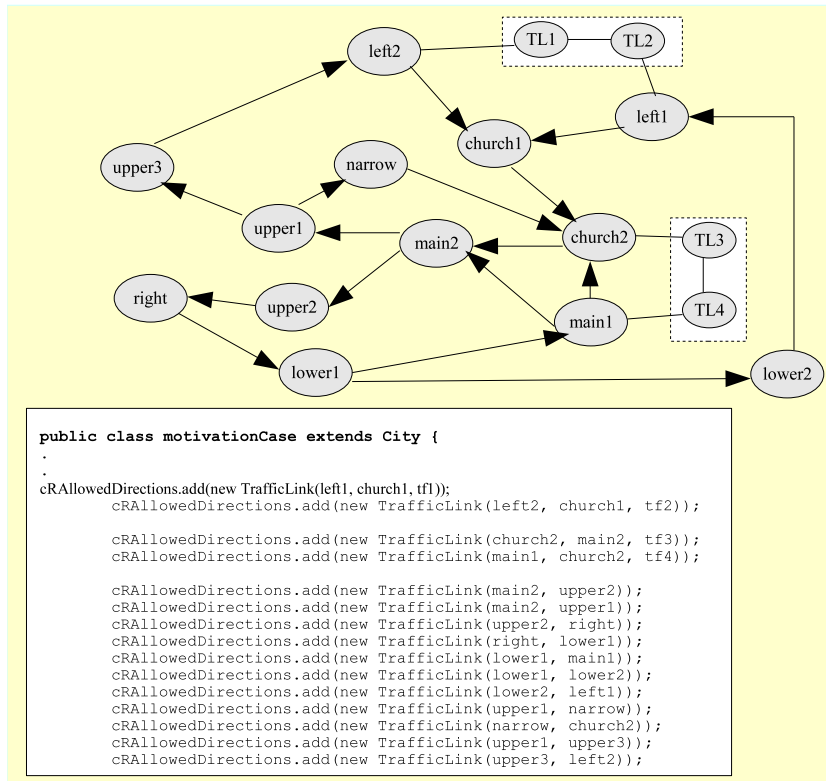 left2
TL1
TL2
left1
church1
upper3
narrow
upper1
main2
church2
TL3
right
upper2
TL4
main1
lower1
lower2
public class motivationCase extends City {
.
.
cRAllowedDirections.add(new TrafficLink(left1, church1, tf1));
cRAllowedDirections.add(new TrafficLink(left2, church1, tf2));
cRAllowedDirections.add(new TrafficLink(church2, main2, tf3));
cRAllowedDirections.add(new TrafficLink(main1, church2, tf4));
cRAllowedDirections.add(new TrafficLink(main2, upper2));
cRAllowedDirections.add(new TrafficLink(main2, upper1));
cRAllowedDirections.add(new TrafficLink(upper2, right));
cRAllowedDirections.add(new TrafficLink(right, lower1));
cRAllowedDirections.add(new TrafficLink(lower1, main1));
cRAllowedDirections.add(new TrafficLink(lower1, lower2));
cRAllowedDirections.add(new TrafficLink(lower2, left1));
cRAllowedDirections.add(new TrafficLink(upper1, narrow));
cRAllowedDirections.add(new TrafficLink(narrow, church2));
cRAllowedDirections.add(new TrafficLink(upper1, upper3));
cRAllowedDirections.add(new TrafficLink(upper3, left2));